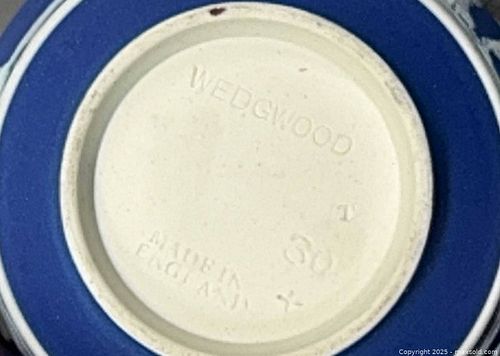 WEDGWOOD
T
30
MADE IN
ENGLAND
Copyright 2025 - maxsold.com